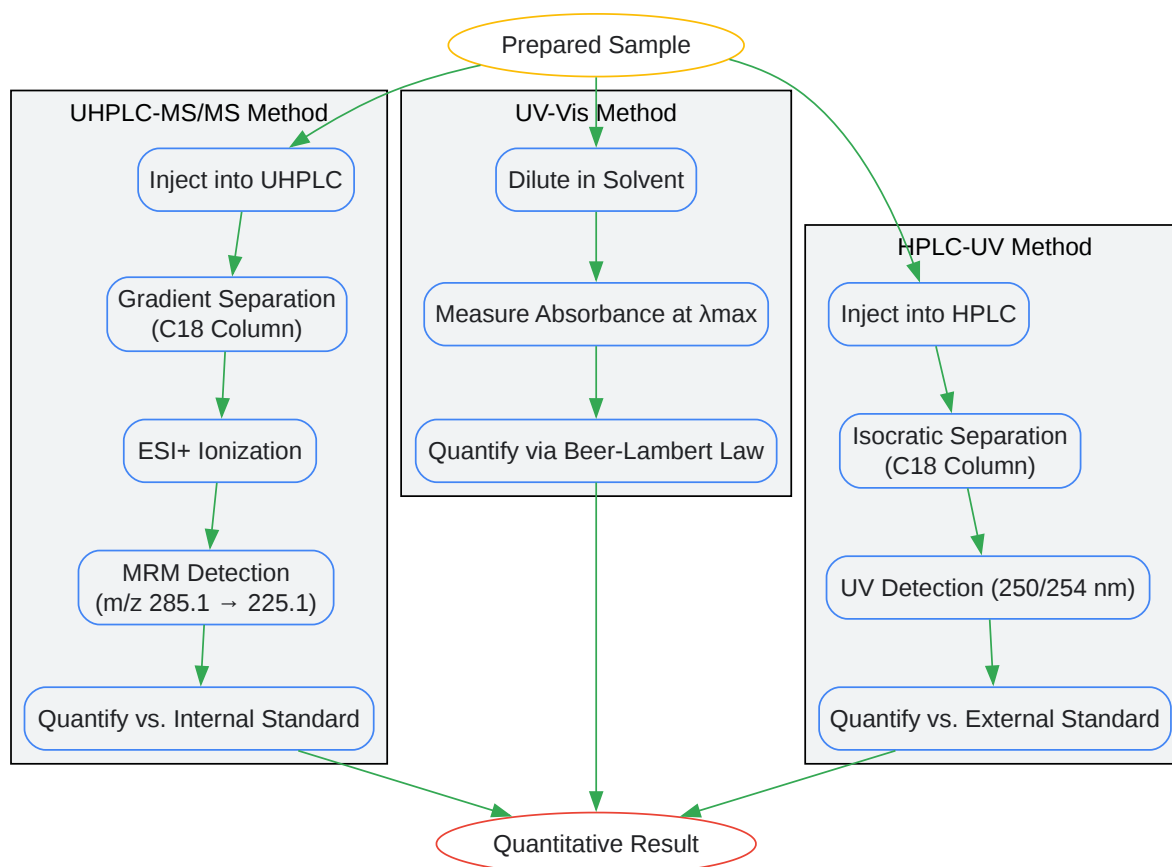 Prepared Sample
UHPLC-MS/MS Method
Inject into UHPLC
Gradient Separation
(C18 Column)
ESI+ Ionization
MRM Detection
(m/z 285.1 → 225.1)
Quantify vs. Internal Standard
UV-Vis Method
Dilute in Solvent
Measure Absorbance at λmax
Quantify via Beer-Lambert Law
HPLC-UV Method
Inject into HPLC
Isocratic Separation
(C18 Column)
UV Detection (250/254 nm)
Quantify vs. External Standard
Quantitative Result